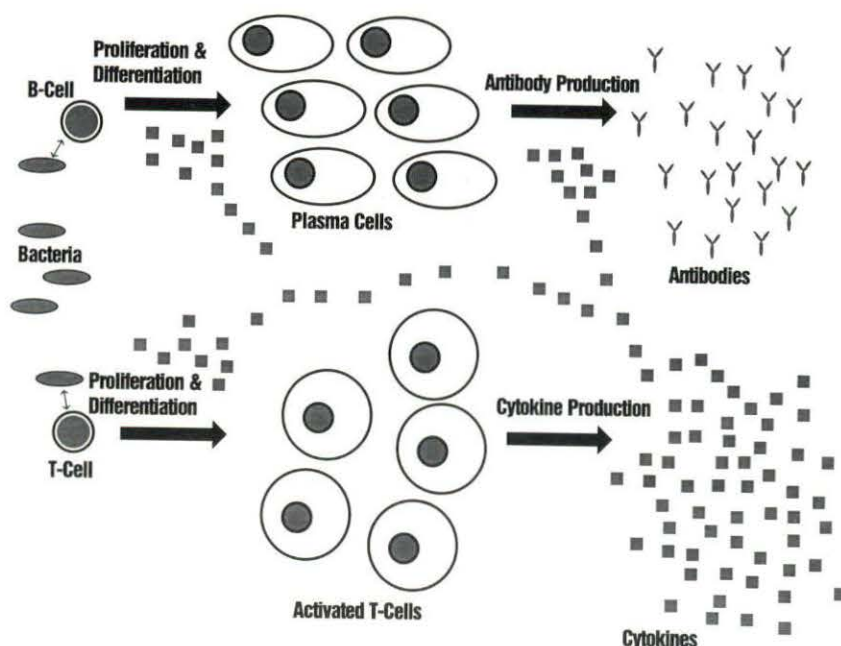 Proliferation &
Differentiation
B-Cell
Antibody Production
Plasma Cells
Bacteria
Antibodies
Proliferation &
Differentiation
Cytokine Production
T-Cell
Activated T-Cells
Cytokines